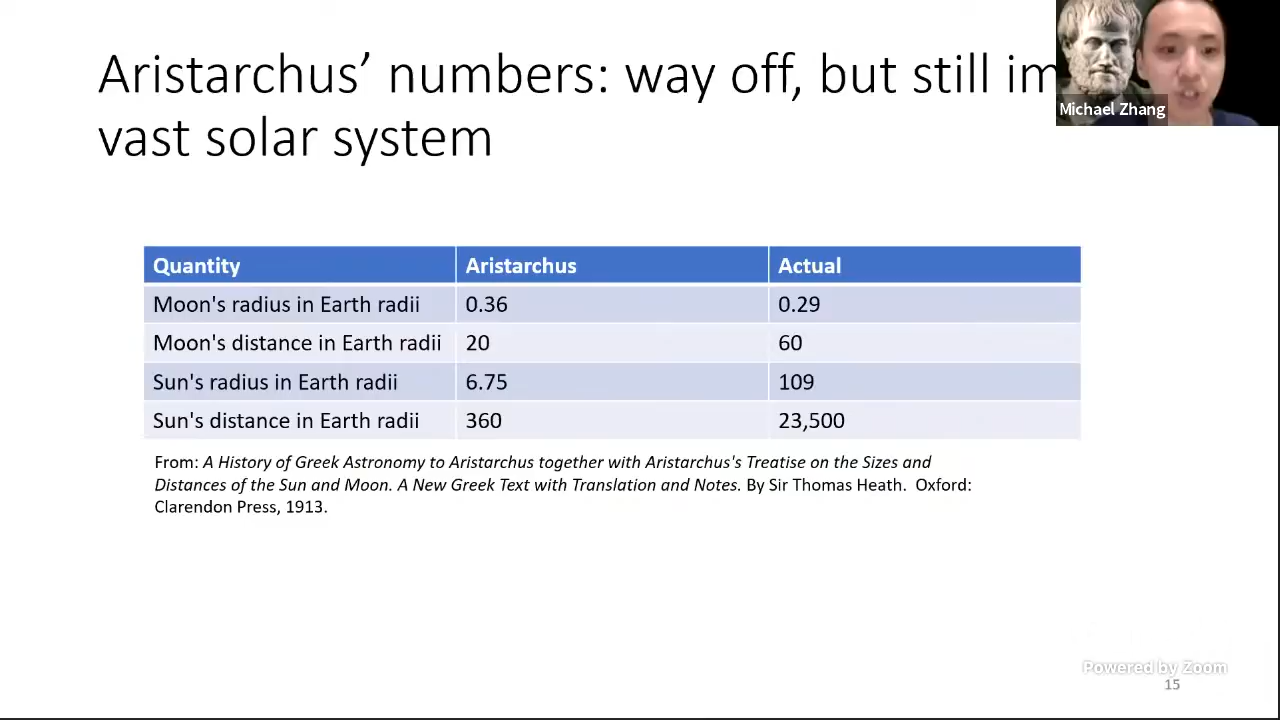 Aristarchus’ numbers: way off, but still im
vast solar system
Michael Zhang
Quantity Aristarchus Actual
Moon's radius in Earth radii 0.36 0.29
Moon's distance in Earth radii 20 60
Sun's radius in Earth radii 6.75 109
Sun's distance in Earth radii 360 23,500
From: A History of Greek Astronomy to Aristarchus together with Aristarchus's Treatise on the Sizes and
Distances of the Sun and Moon. A New Greek Text with Translation and Notes. By Sir Thomas Heath. Oxford:
Clarendon Press, 1913.
Powered by Zoom
15